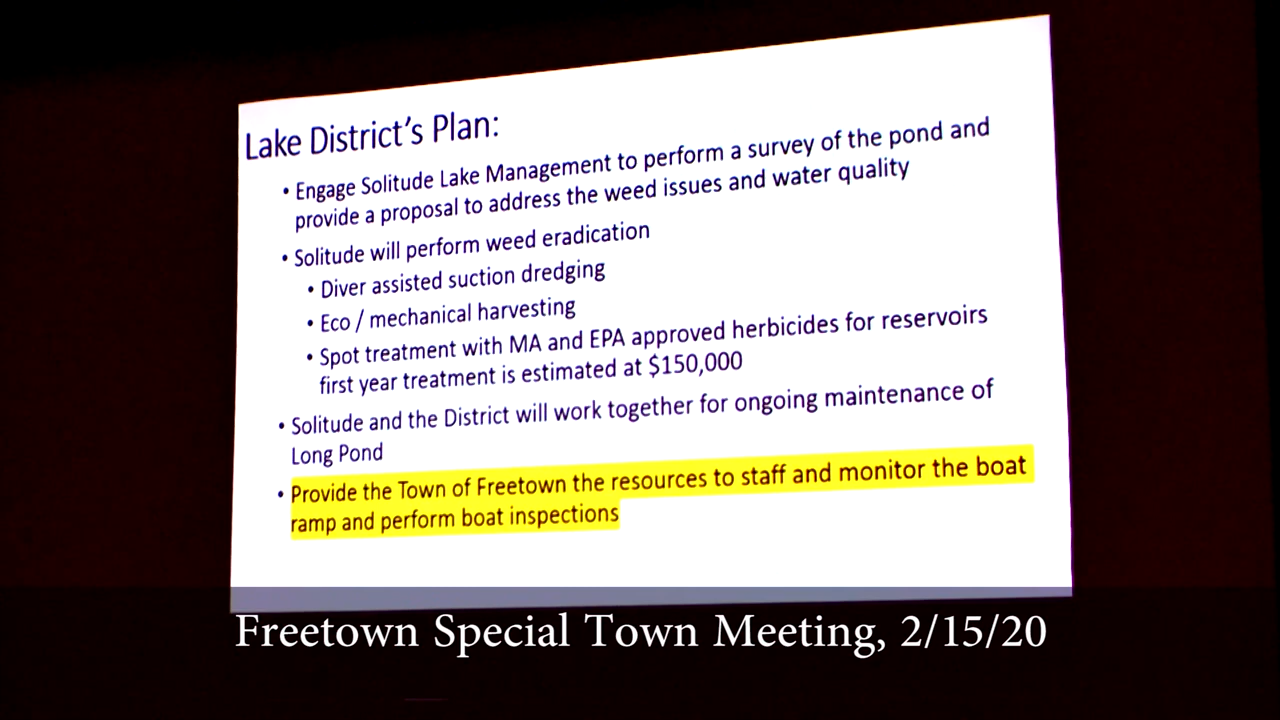 Lake District's Plan:
• Engage Solitude Lake Management to perform a survey of the pond and
provide a proposal to address the weed issues and water quality
• Solitude will perform weed eradication
• Diver assisted suction dredging
• Eco / mechanical harvesting
• Spot treatment with MA and EPA approved herbicides for reservoirs
first year treatment is estimated at $150,000
• Solitude and the District will work together for ongoing maintenance of
Long Pond
• Provide the Town of Freetown the resources to staff and monitor the boat
ramp and perform boat inspections
Freetown Special Town Meeting, 2/15/20